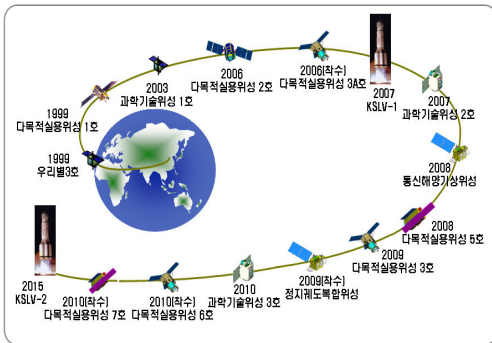 1999
우리별3호
1999
다목적실용위성 1호
2003
과학기술위성 1호
2006
다목적실용위성 2호
2006(착수)
다목적실용위성 3A호
2007
KSLV-1
2007
과학기술위성 2호
2008
통신해양기상위성
2008
다목적실용위성 5호
2009
다목적실용위성 3호
2009(착수)
정지궤도복합위성
2010
과학기술위성 3호
2010(착수)
다목적실용위성 6호
2010(착수)
다목적실용위성 7호
2015
KSLV-2